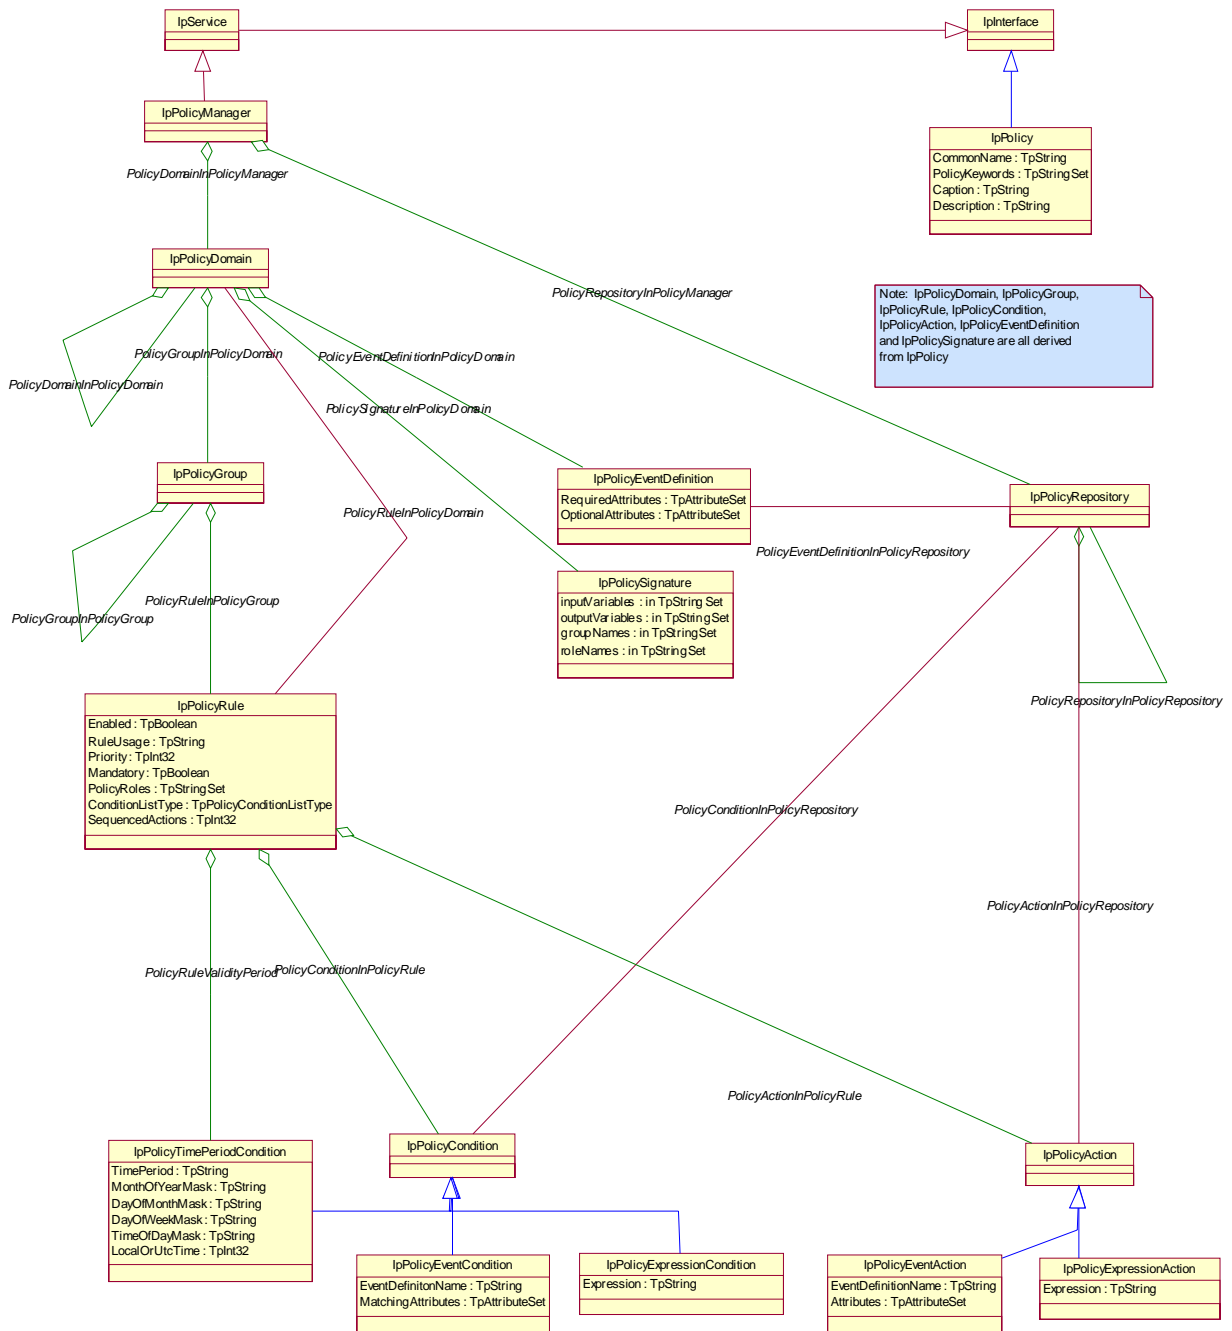 IpService
IpInterface
IpPolicyManager
IpPolicy
CommonName : TpString
PolicyKeywords : TpStringSet
Caption : TpString
Description : TpString
PolicyDomainInPolicyManager
IpPolicyDomain
PolicyRepositoryInPolicyManager
Note: IpPolicyDomain, IpPolicyGroup,
IpPolicyRule, IpPolicyCondition,
IpPolicyAction, IpPolicyEventDefinition
and IpPolicySignature are all derived
from IpPolicy
PolicyGroupInPolicyDomain
PolicyEventDefinitionInPolicyDomain
PolicyDomainInPolicyDomain
PolicySignatureInPolicyDomain
IpPolicyGroup
IpPolicyEventDefinition
RequiredAttributes : TpAttributeSet
OptionalAttributes : TpAttributeSet
IpPolicyRepository
PolicyRuleInPolicyDomain
PolicyEventDefinitionInPolicyRepository
IpPolicySignature
inputVariables : in TpStringSet
outputVariables : in TpStringSet
groupNames : in TpStringSet
roleNames : in TpStringSet
PolicyRuleInPolicyGroup
PolicyGroupInPolicyGroup
PolicyRepositoryInPolicyRepository
IpPolicyRule
Enabled : TpBoolean
RuleUsage : TpString
Priority : TpInt32
Mandatory : TpBoolean
PolicyRoles : TpStringSet
ConditionListType : TpPolicyConditionListType
SequencedActions : TpInt32
PolicyConditionInPolicyRepository
PolicyActionInPolicyRepository
PolicyRuleValidityPeriod
PolicyConditionInPolicyRule
PolicyActionInPolicyRule
IpPolicyTimePeriodCondition
TimePeriod : TpString
MonthOfYearMask : TpString
DayOfMonthMask : TpString
DayOfWeekMask : TpString
TimeOfDayMask : TpString
LocalOrUtcTime : TpInt32
IpPolicyCondition
IpPolicyAction
IpPolicyEventCondition
EventDefinitonName : TpString
MatchingAttributes : TpAttributeSet
IpPolicyExpressionCondition
Expression : TpString
IpPolicyEventAction
EventDefinitionName : TpString
Attributes : TpAttributeSet
IpPolicyExpressionAction
Expression : TpString